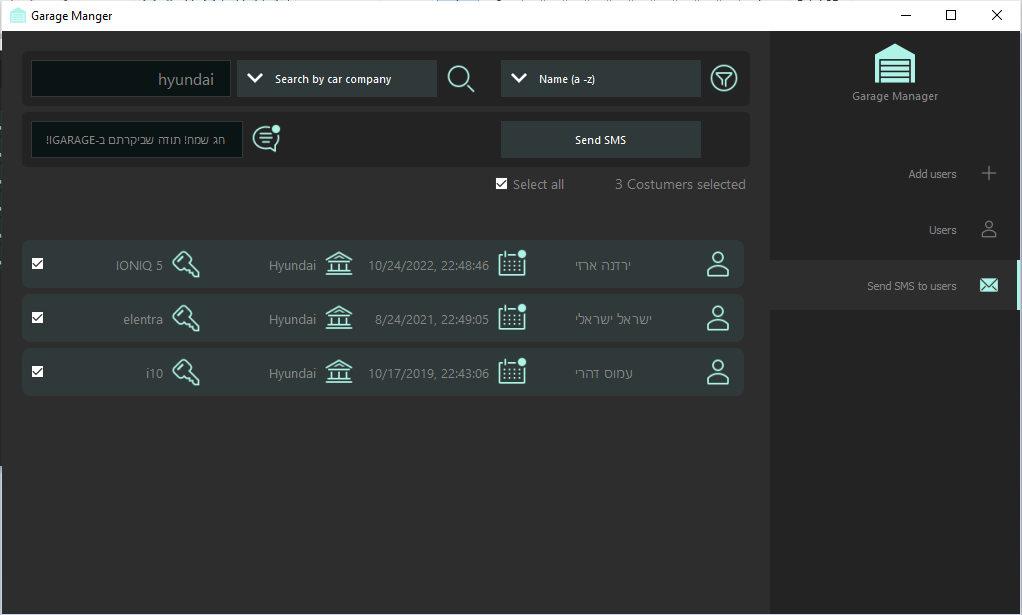 Garage Manger
hyundai
Search by car company
Name (a -z)
חג שמח! תודה שביקרתם ב-IGARAGE!
Send SMS
Select all
3 Costumers selected
IONIQ 5 Hyundai 10/24/2022, 22:48:46 ירדנה ארזי
elentra Hyundai 8/24/2021, 22:49:05 ישראל ישראלי
i10 Hyundai 10/17/2019, 22:43:06 עמוס דהרי
Garage Manager
Add users
Users
Send SMS to users